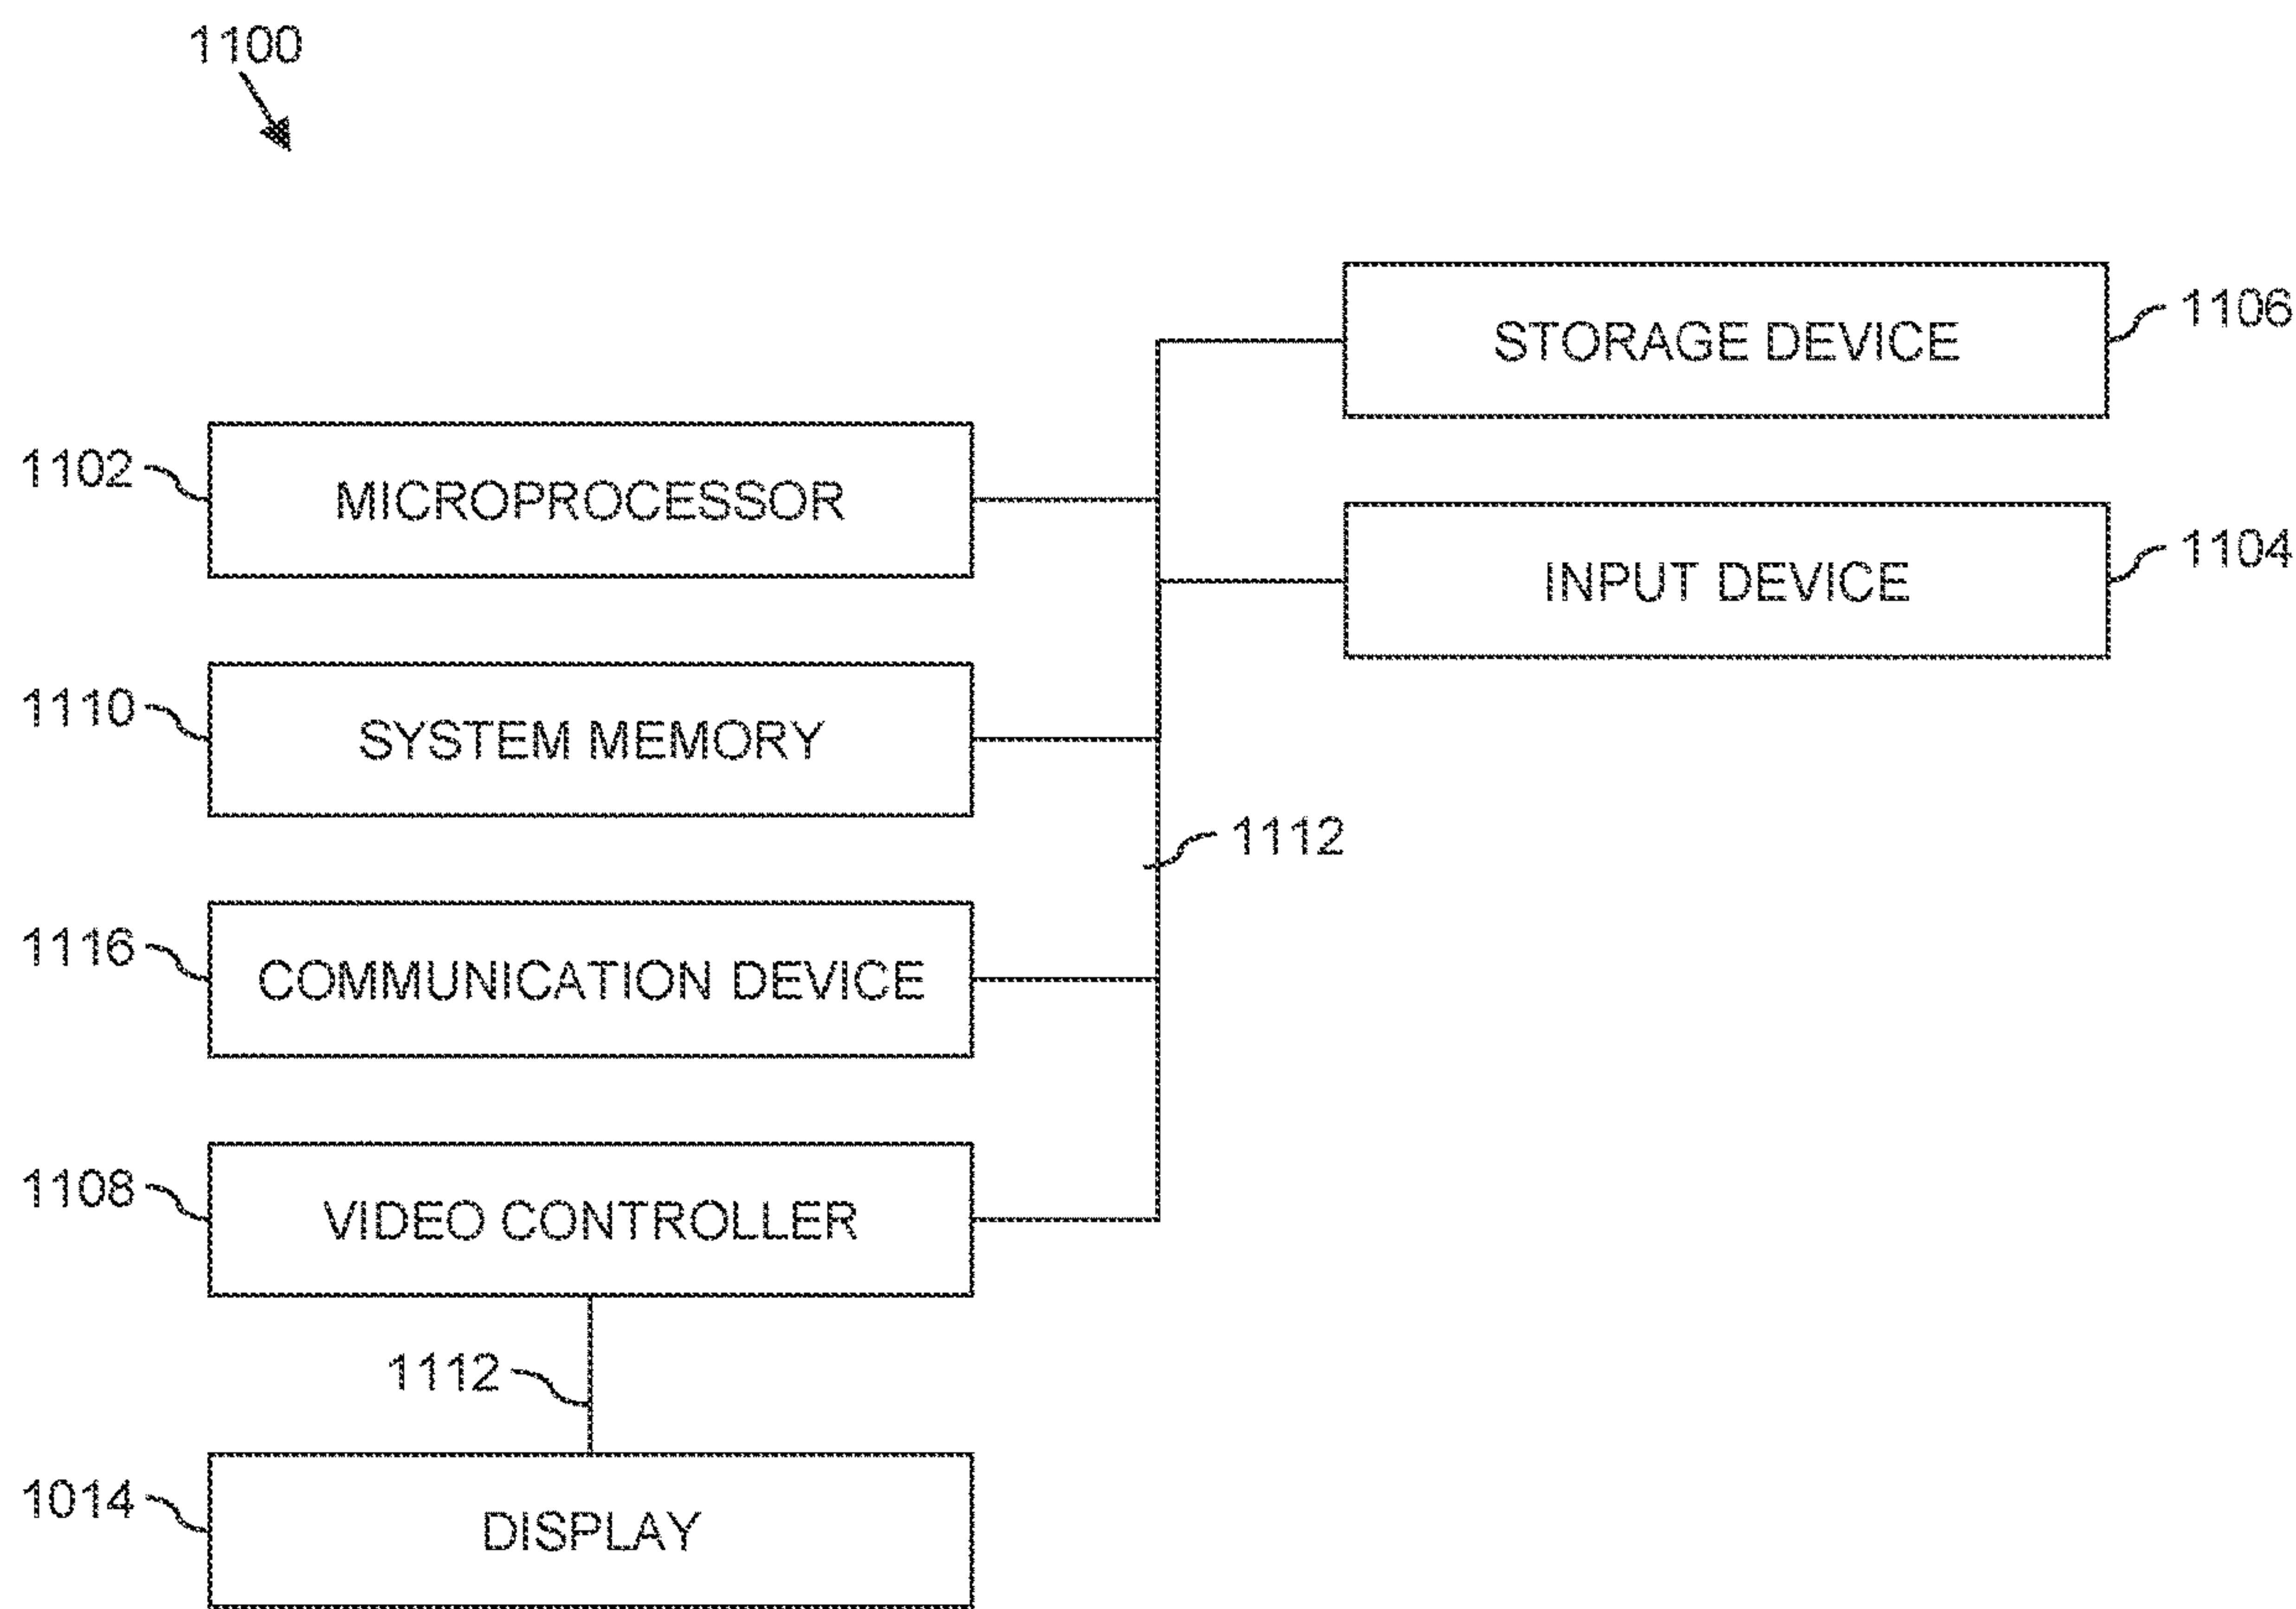 1100
STORAGE DEVICE
1106
1102
MICROPROCESSOR
INPUT DEVICE
1104
1110
SYSTEM MEMORY
1112
1116
COMMUNICATION DEVICE
1108
VIDEO CONTROLLER
1112
1014
DISPLAY